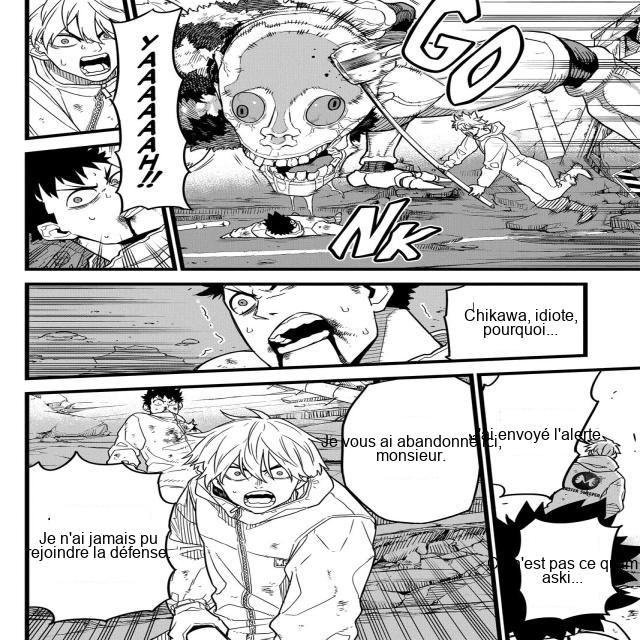 YAAAAAAH!!
GO
NK
Chikawa, idiote,
pourquoi...
Je vous ai abandonné ici,
monsieur.
J'ai envoyé l'alerte
Je n'ai jamais pu
rejoindre la défense.
aski...